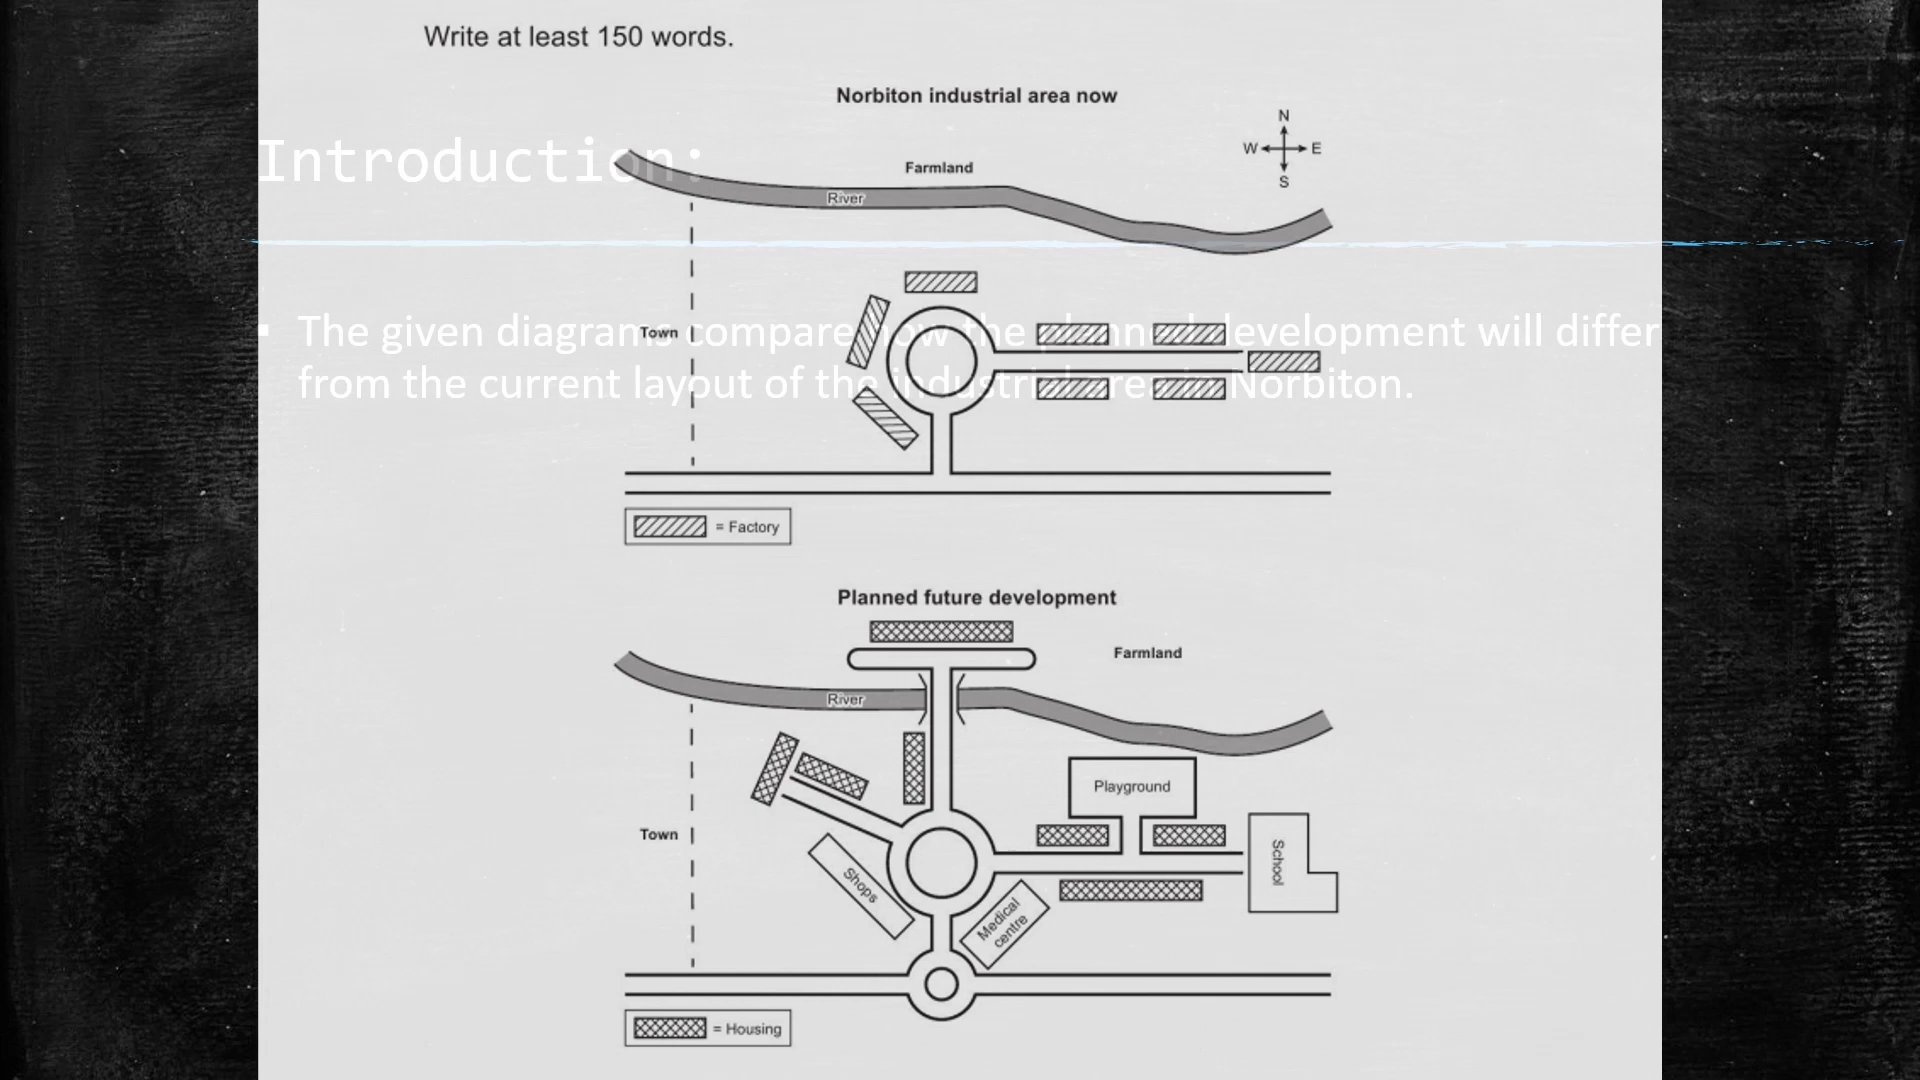 Write at least 150 words.
Norbiton industrial area now
N
W E
S
Introduction:
Farmland
River
The given diagrams compare how the planned development will differ
Town
from the current layout of the industrial area in Norbiton.
= Factory
Planned future development
Farmland
River
Playground
Town
School
Shops
Medical
centre
= Housing